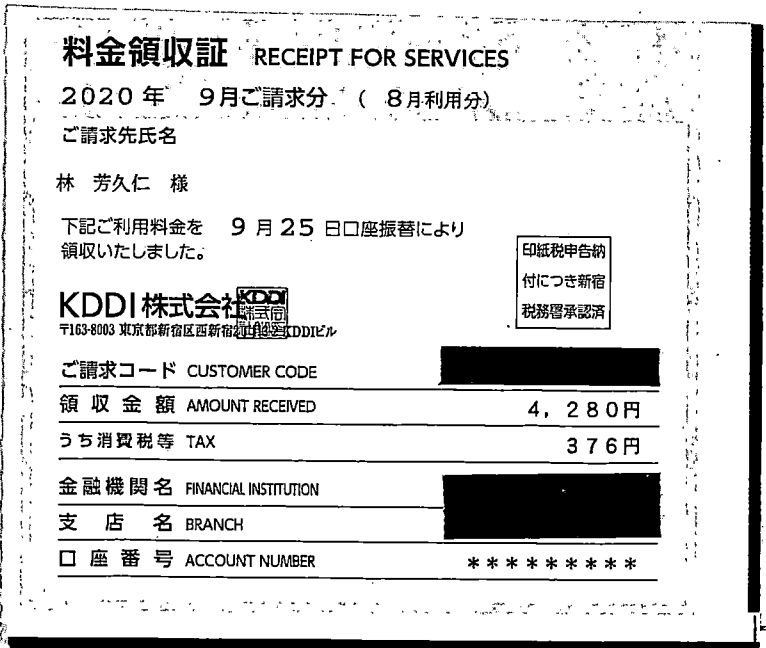 料金領収証 RECEIPT FOR SERVICES
2020年 9月ご請求分 ( 8月利用分)
ご請求先氏名
林 芳久仁 様
下記ご利用料金を 9月25日口座振替により
領収いたしました。
印紙税申告納
付につき新宿
税務署承認済
KDDI株式会社
〒163-8003 東京都新宿区西新宿 KDDIビル
ご請求コード CUSTOMER CODE
領収金額 AMOUNT RECEIVED 4,280円
うち消費税等 TAX 376円
金融機関名 FINANCIAL INSTITUTION
支店名 BRANCH
口座番号 ACCOUNT NUMBER *********